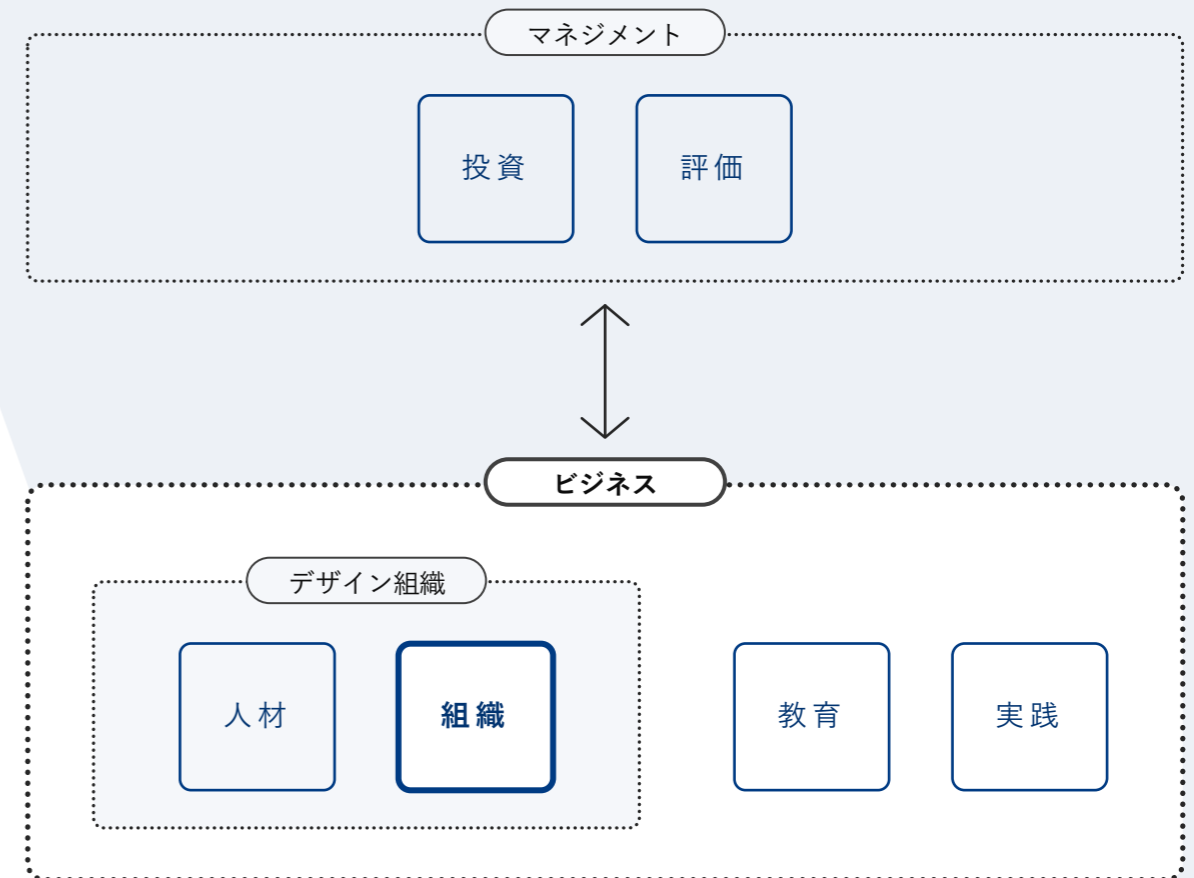 マネジメント
投資
評価
ビジネス
デザイン組織
人材
組織
教育
実践